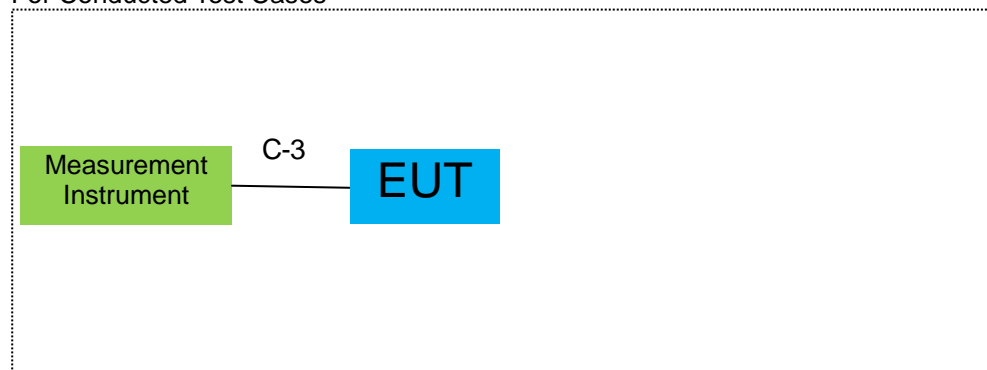 For Conducted Test Cases
C-3
Measurement
Instrument
EUT